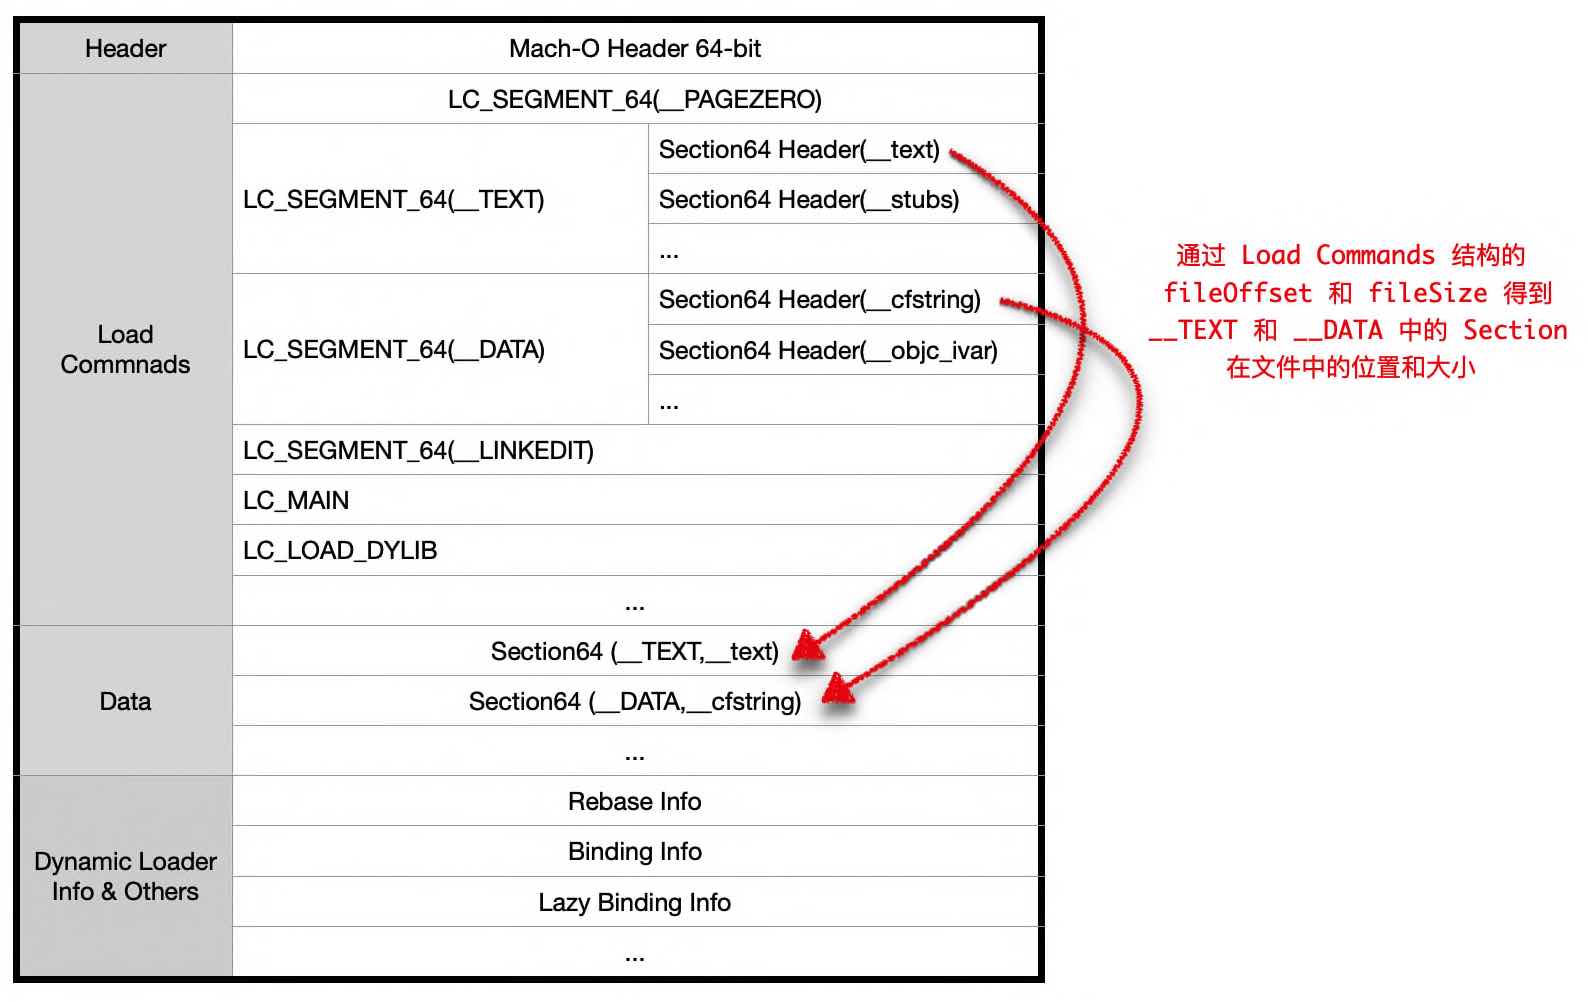 Header
Mach-O Header 64-bit
Load
Commnads
LC_SEGMENT_64(__PAGEZERO)
LC_SEGMENT_64(__TEXT)
Section64 Header(__text)
Section64 Header(__stubs)
...
LC_SEGMENT_64(__DATA)
Section64 Header(__cfstring)
Section64 Header(__objc_ivar)
...
LC_SEGMENT_64(__LINKEDIT)
LC_MAIN
LC_LOAD_DYLIB
...
Data
Section64 (__TEXT,__text)
Section64 (__DATA,__cfstring)
...
Dynamic Loader
Info & Others
Rebase Info
Binding Info
Lazy Binding Info
...
通过 Load Commands 结构的
fileOffset 和 fileSize 得到
__TEXT 和 __DATA 中的 Section
在文件中的位置和大小